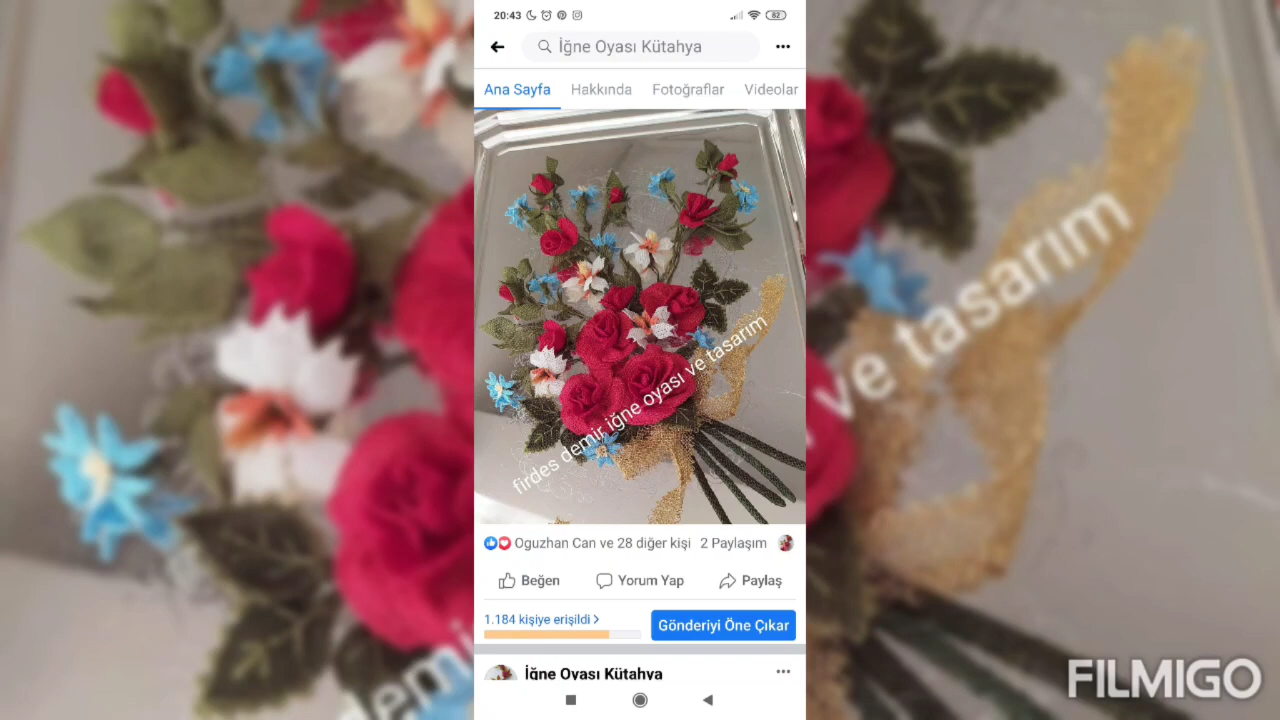 20:43
82
İğne Oyası Kütahya
Ana Sayfa Hakkında Fotoğraflar Videolar
firdes demir iğne oyası ve tasarım
Oguzhan Can ve 28 diğer kişi 2 Paylaşım
Beğen Yorum Yap Paylaş
1.184 kişiye erişildi
Gönderiyi Öne Çıkar
İğne Oyası Kütahya
ve tasarım
demir
FILMIGO